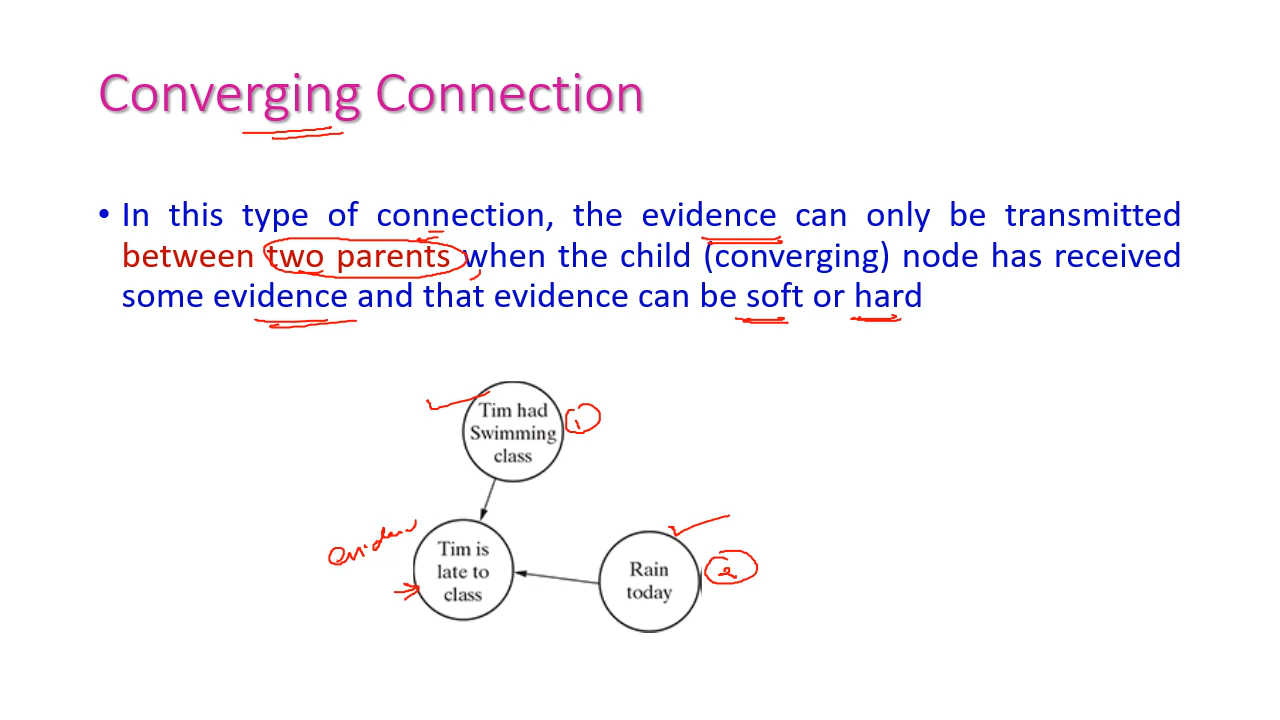 Converging Connection
• In this type of connection, the evidence can only be transmitted
between two parents when the child (converging) node has received
some evidence and that evidence can be soft or hard
Tim had
Swimming
class
1
evidenc
Tim is
late to
class
Rain
today
2